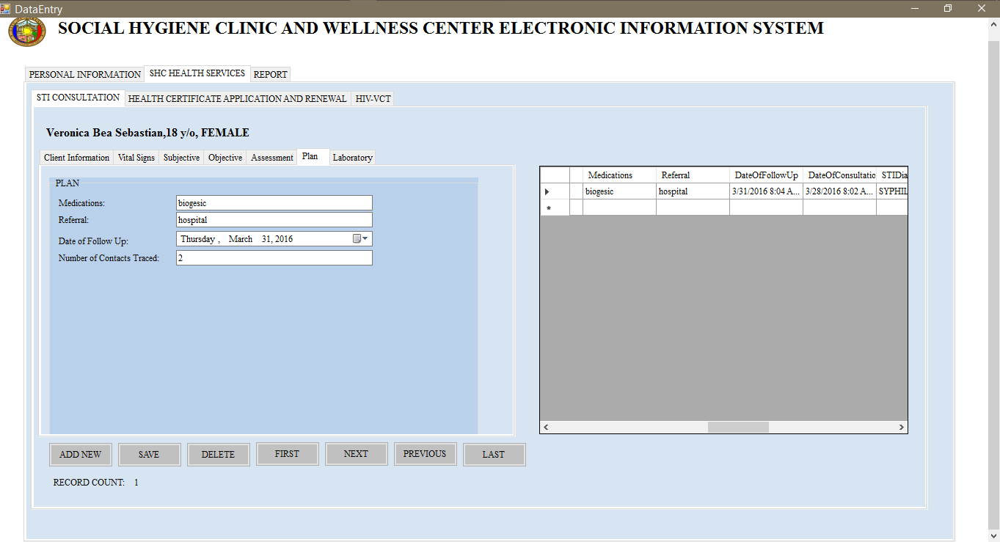 DataEntry
SOCIAL HYGIENE CLINIC AND WELLNESS CENTER ELECTRONIC INFORMATION SYSTEM
PERSONAL INFORMATION SHC HEALTH SERVICES REPORT
STI CONSULTATION HEALTH CERTIFICATE APPLICATION AND RENEWAL HIV-VCT
Veronica Bea Sebastian,18 y/o, FEMALE
Client Information Vital Signs Subjective Objective Assessment Plan Laboratory
PLAN
Medications: biogesic
Referral: hospital
Date of Follow Up: Thursday , March 31, 2016
Number of Contacts Traced: 2
Medications Referral DateOfFollowUp DateOfConsultatio STIDia
biogesic hospital 3/31/2016 8:04 A... 3/28/2016 8:02 A... SYPHIL
ADD NEW SAVE DELETE FIRST NEXT PREVIOUS LAST
RECORD COUNT: 1